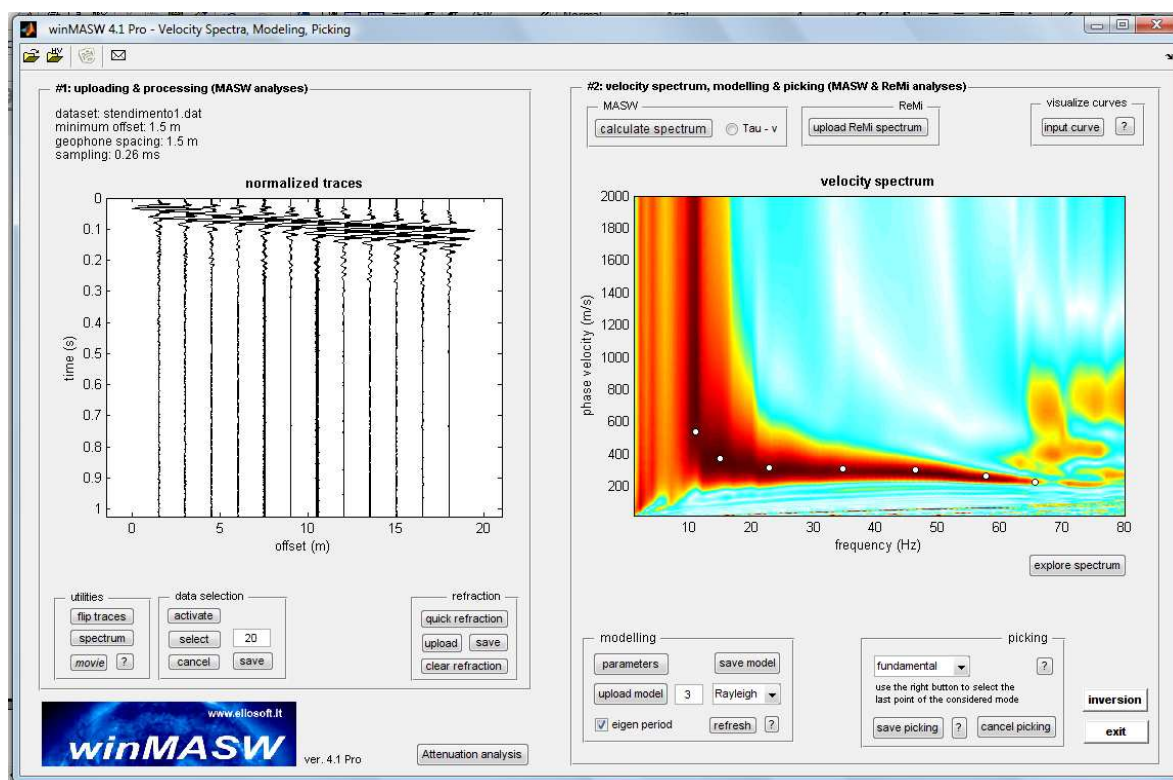 winMASW 4.1 Pro - Velocity Spectra, Modeling, Picking
HV
#1: uploading & processing (MASW analyses)
dataset: stendimento1.dat
minimum offset: 1.5 m
geophone spacing: 1.5 m
sampling: 0.26 ms
normalized traces
0
0.1
0.2
0.3
0.4
0.5
0.6
0.7
0.8
0.9
1
time (s)
0 5 10 15 20
offset (m)
utilities
flip traces
spectrum
movie ?
data selection
activate
select 20
cancel save
refraction
quick refraction
upload save
clear refraction
www.eliosoft.it
winMASW
ver. 4.1 Pro
Attenuation analysis
#2: velocity spectrum, modelling & picking (MASW & ReMi analyses)
MASW
calculate spectrum Tau - v
ReMi
upload ReMi spectrum
visualize curves
input curve ?
velocity spectrum
2000
1800
1600
1400
1200
1000
800
600
400
200
phase velocity (m/s)
10 20 30 40 50 60 70 80
frequency (Hz)
explore spectrum
modelling
parameters save model
upload model 3 Rayleigh
eigen period refresh ?
picking
fundamental ?
use the right button to select the
last point of the considered mode
save picking ? cancel picking
inversion
exit